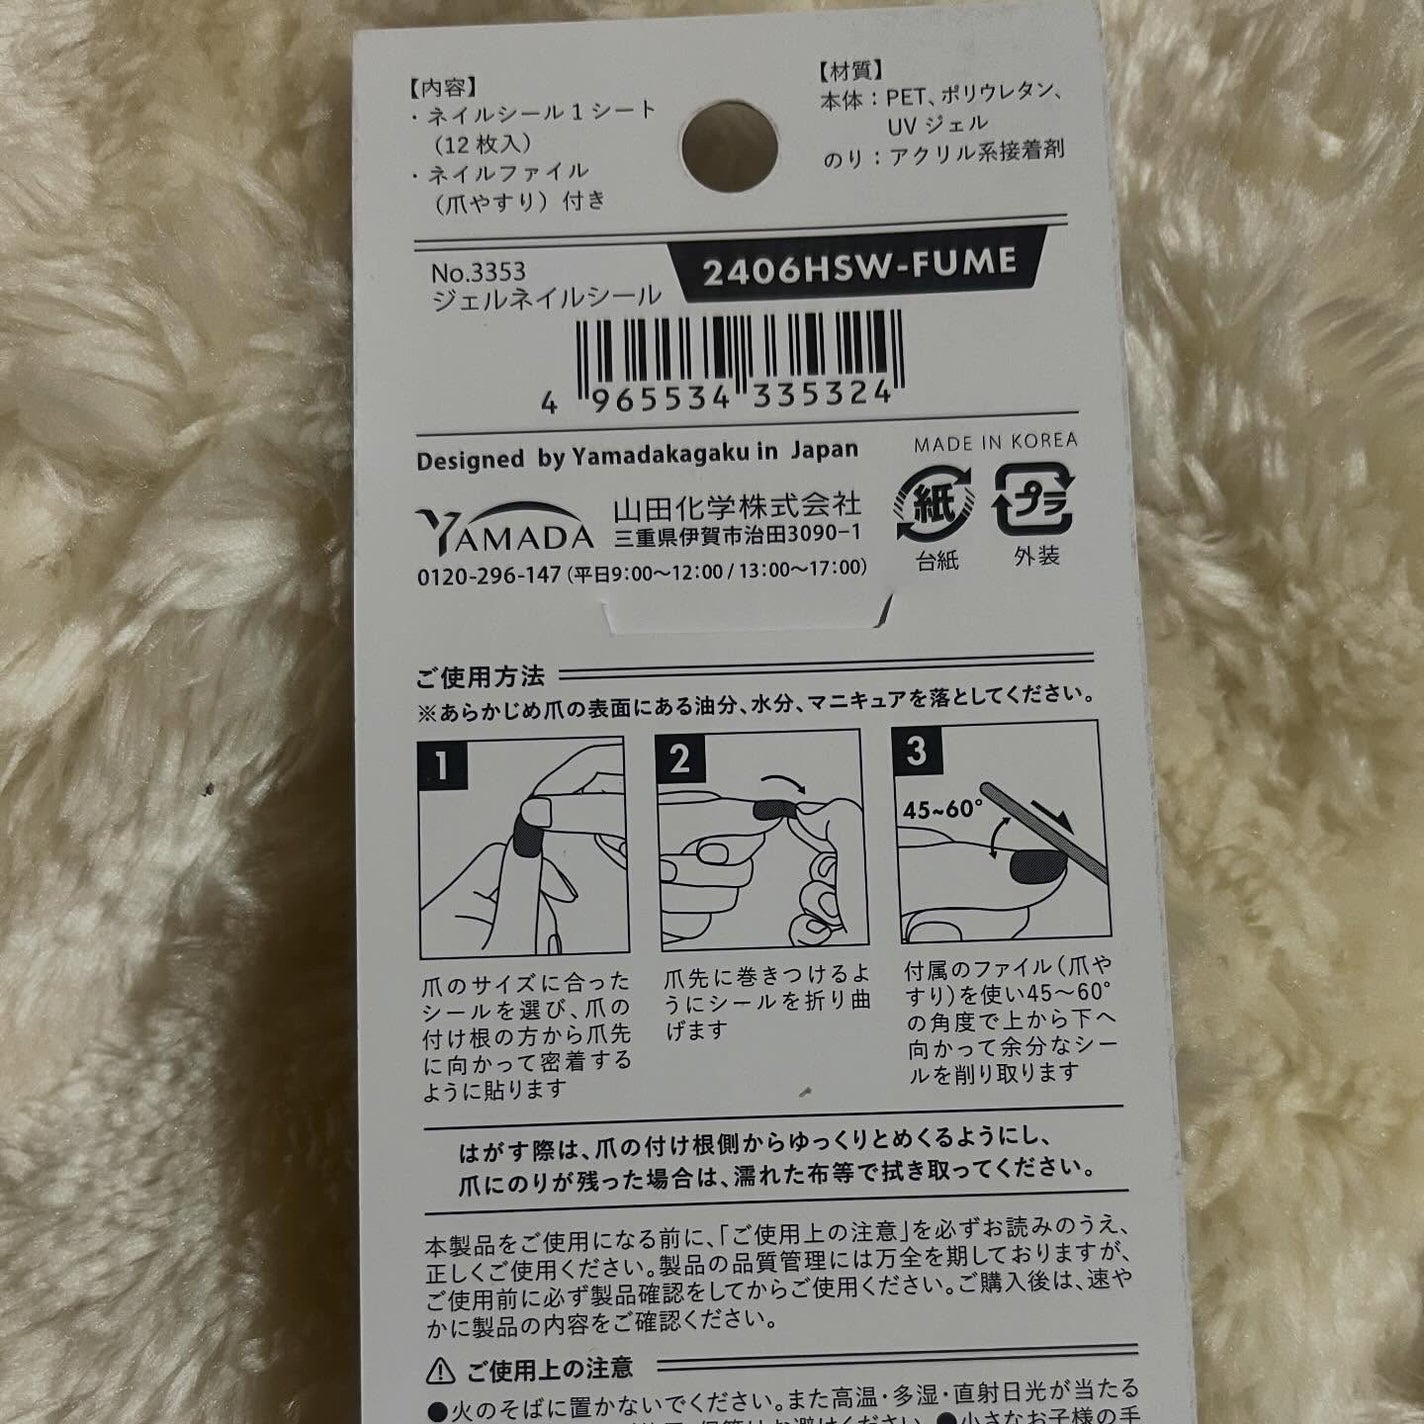 【内容】
・ネイルシール1シート
（12枚入）
・ネイルファイル
（爪やすり）付き
【材質】
本体：PET、ポリウレタン、
UVジェル
のり：アクリル系接着剤
No.3353
ジェルネイルシール
2406HSW-FUME
4 965534 335324
Designed by Yamadakagaku in Japan
MADE IN KOREA
YAMADA
山田化学株式会社
三重県伊賀市治田3090-1
0120-296-147（平日9:00～12:00 / 13:00～17:00）
紙
台紙
プラ
外装
ご使用方法
※あらかじめ爪の表面にある油分、水分、マニキュアを落としてください。
1
爪のサイズに合った
シールを選び、爪の
付け根の方から爪先
に向かって密着する
ように貼ります
2
爪先に巻きつけるよ
うにシールを折り曲
げます
3
45~60°
付属のファイル（爪や
すり）を使い45～60°
の角度で上から下へ
向かって余分なシー
ルを削り取ります
はがす際は、爪の付け根側からゆっくりとめくるようにし、
爪にのりが残った場合は、濡れた布等で拭き取ってください。
本製品をご使用になる前に、「ご使用上の注意」を必ずお読みのうえ、
正しくご使用ください。製品の品質管理には万全を期しておりますが、
ご使用前に必ず製品確認をしてからご使用ください。ご購入後は、速や
かに製品の内容をご確認ください。
⚠ ご使用上の注意
●火のそばに置かないでください。また高温・多湿・直射日光が当たる
●小さなお子様の手